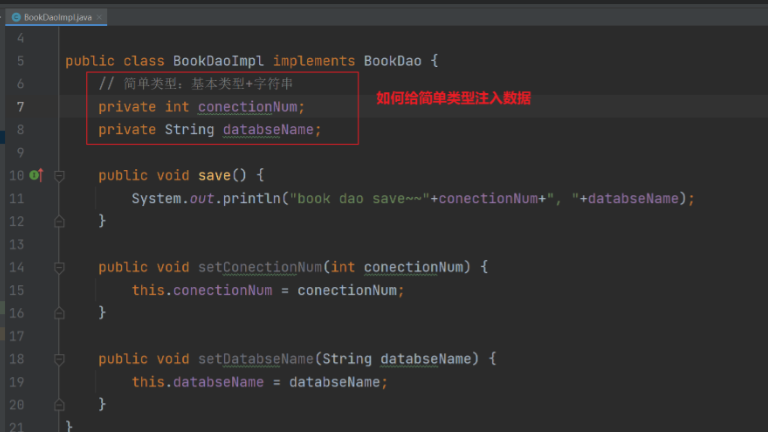 BookDaoImpl.java
4
5 public class BookDaoImpl implements BookDao {
6 // 简单类型：基本类型+字符串
7 private int conectionNum; 如何给简单类型注入数据
8 private String databseName;
9
10 public void save() {
11 System.out.println("book dao save~~"+conectionNum+", "+databseName);
12 }
13
14 public void setConectionNum(int conectionNum) {
15 this.conectionNum = conectionNum;
16 }
17
18 public void setDatabseName(String databseName) {
19 this.databseName = databseName;
20 }
21 }